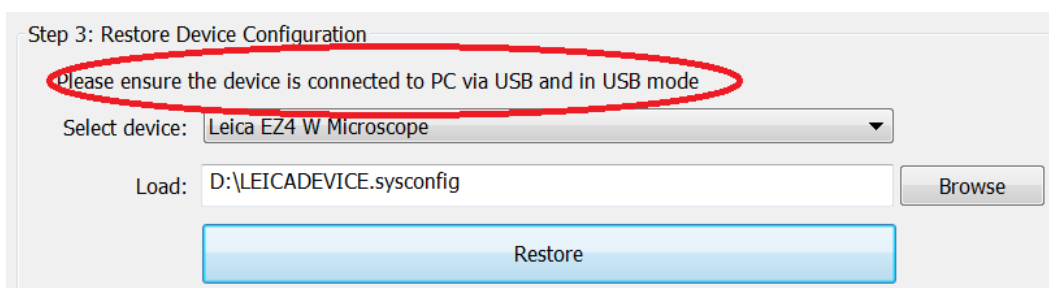 Step 3: Restore Device Configuration
Please ensure the device is connected to PC via USB and in USB mode
Select device: Leica EZ4 W Microscope
Load: D:\LEICADEVICE.sysconfig Browse
Restore